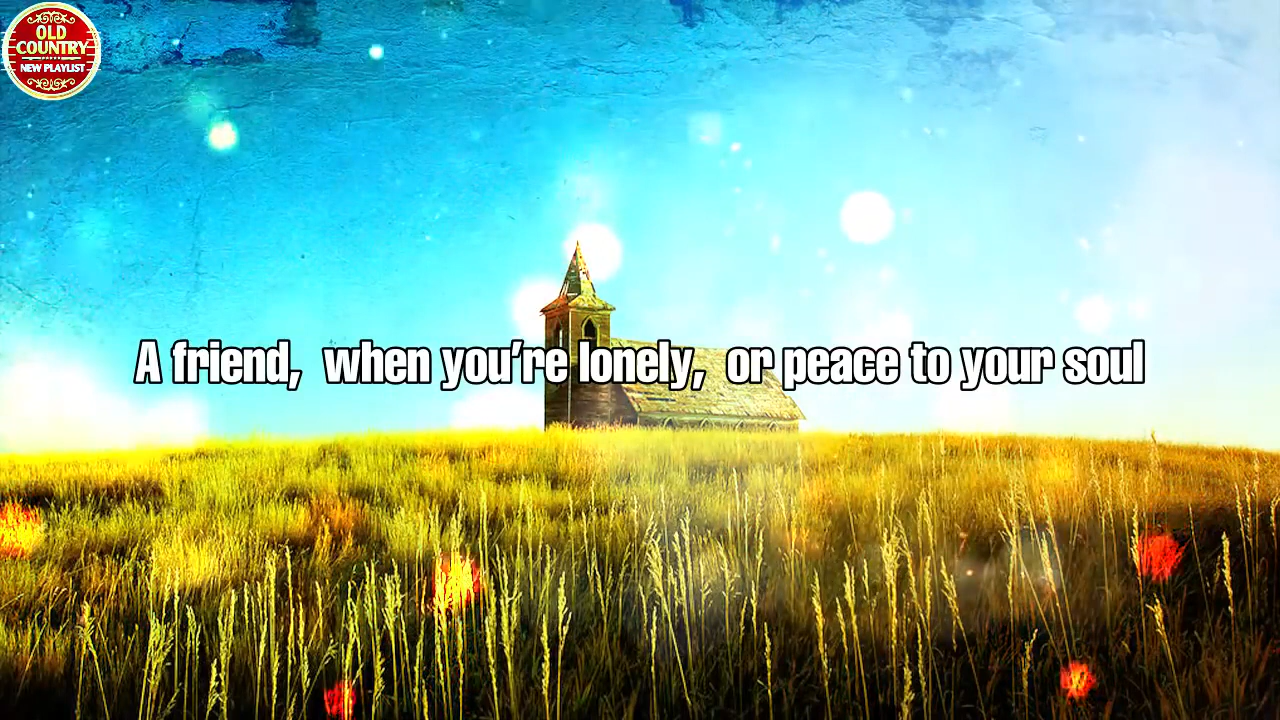 OLD
COUNTRY
NEW PLAYLIST
A friend, when you're lonely, or peace to your soul